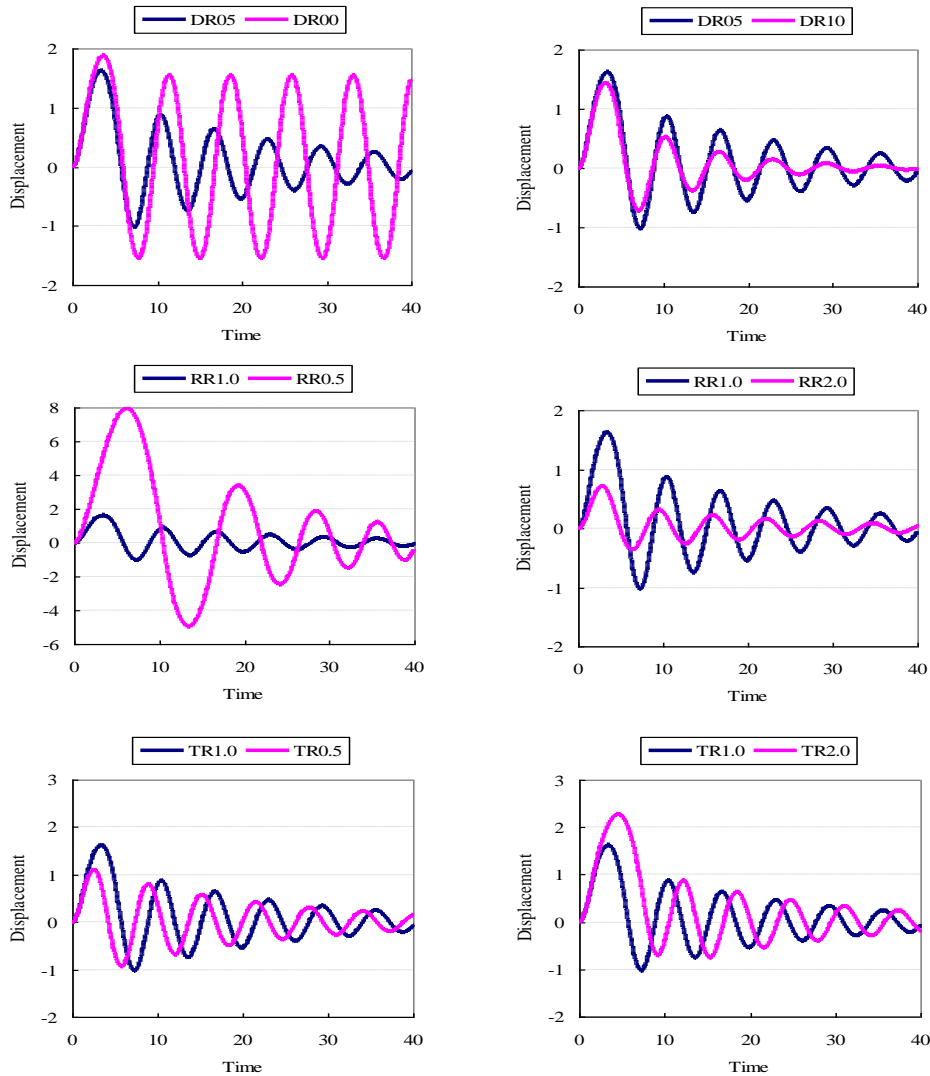 DR05 DR00
2
1
0
-1
-2
Displacement
0 10 20 30 40
Time
DR05 DR10
2
1
0
-1
-2
Displacement
0 10 20 30 40
Time
RR1.0 RR0.5
8
6
4
2
0
-2
-4
-6
Displacement
0 10 20 30 40
Time
RR1.0 RR2.0
2
1
0
-1
-2
Displacement
0 10 20 30 40
Time
TR1.0 TR0.5
3
2
1
0
-1
-2
Displacement
0 10 20 30 40
Time
TR1.0 TR2.0
3
2
1
0
-1
-2
Displacement
0 10 20 30 40
Time